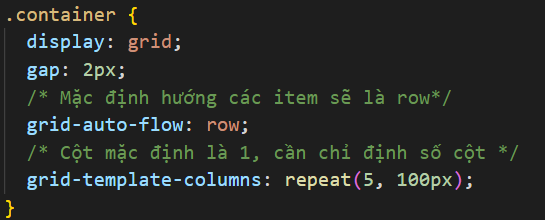 .container {
  display: grid;
  gap: 2px;
  /* Mặc định hướng các item sẽ là row*/
  grid-auto-flow: row;
  /* Cột mặc định là 1, cần chỉ định số cột */
  grid-template-columns: repeat(5, 100px);
}